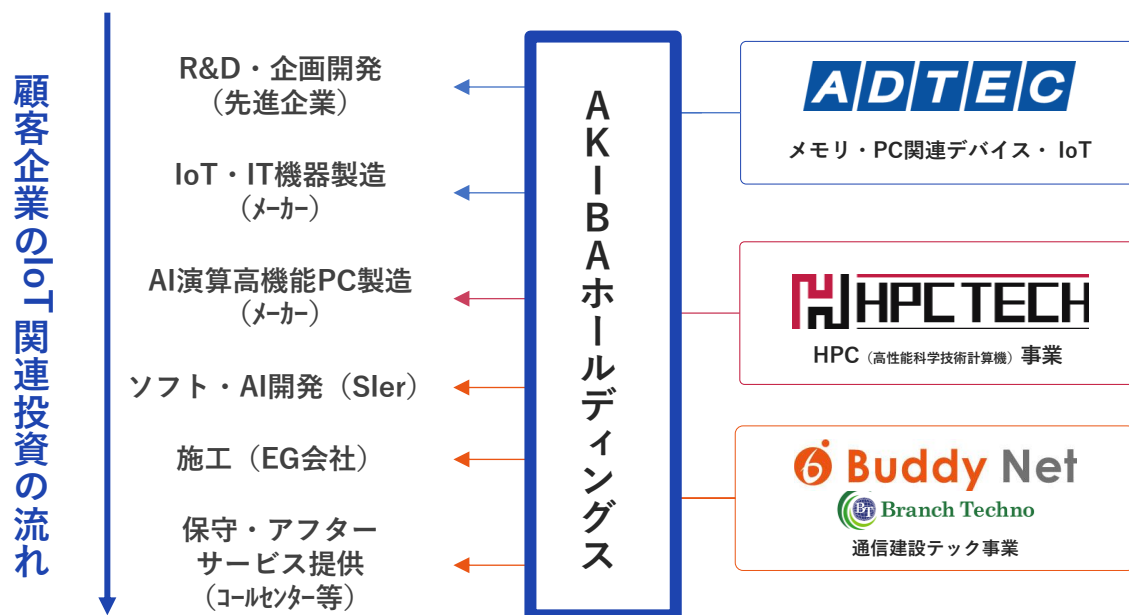 顧客企業のIoT関連投資の流れ
R&D・企画開発
（先進企業）
IoT・IT機器製造
（ﾒｰｶｰ）
AI演算高機能PC製造
（ﾒｰｶｰ）
ソフト・AI開発（SIer）
施工（EG会社）
保守・アフター
サービス提供
（ｺｰﾙｾﾝﾀｰ等）
AKIBAホールディングス
ADTEC
メモリ・PC関連デバイス・ IoT
HPCTECH
HPC（高性能科学技術計算機）事業
Buddy Net
BT Branch Techno
通信建設テック事業